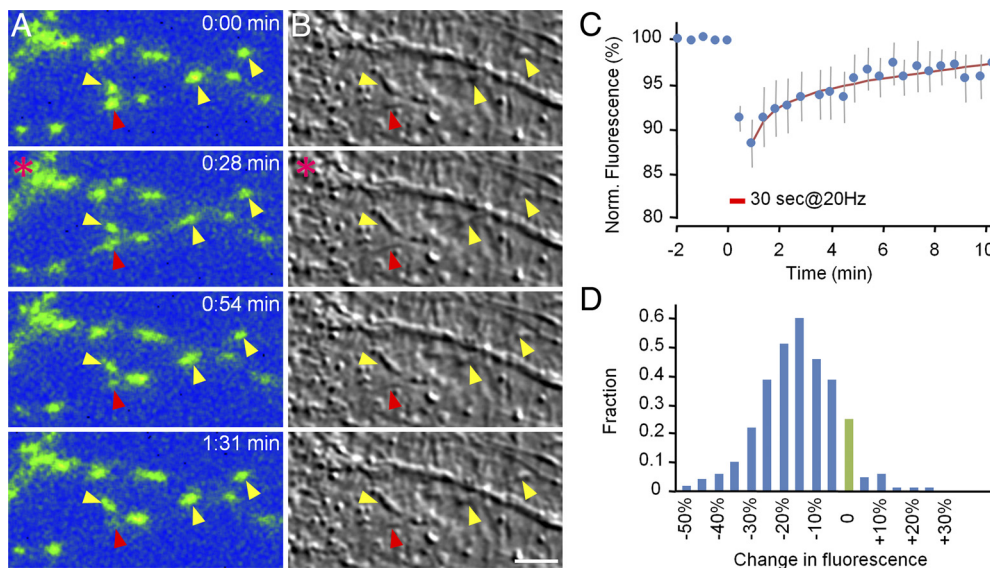 A
0:00 min
*
0:28 min
0:54 min
1:31 min
B
*
C
Norm. Fluorescence (%)
100
95
90
85
80
30 sec@20Hz
-2
0
2
4
6
8
10
Time (min)
D
Fraction
0.6
0.5
0.4
0.3
0.2
0.1
0
-50%
-40%
-30%
-20%
-10%
0
+10%
+20%
+30%
Change in fluorescence